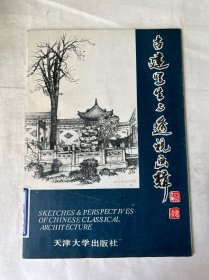 古建写生与透视画辑
SKETCHES & PERSPECTIVES
OF CHINESE CLASSICAL
ARCHITECTURE
天津大学出版社